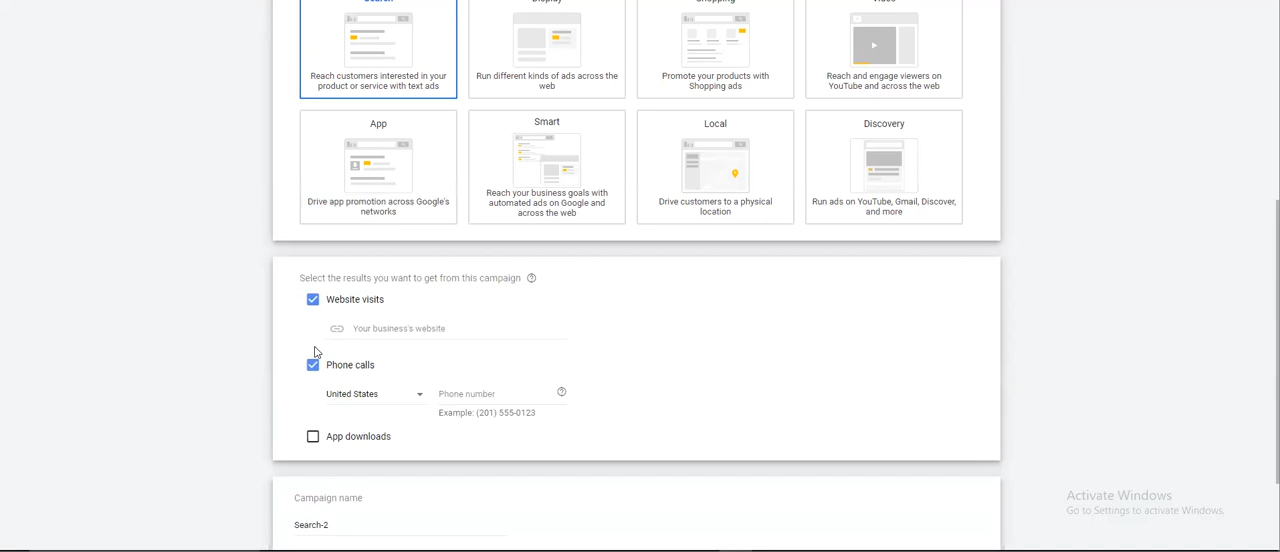 Search
Display
Shopping
Video
Reach customers interested in your
product or service with text ads
Run different kinds of ads across the
web
Promote your products with
Shopping ads
Reach and engage viewers on
YouTube and across the web
App
Smart
Local
Discovery
Drive app promotion across Google's
networks
Reach your business goals with
automated ads on Google and
across the web
Drive customers to a physical
location
Run ads on YouTube, Gmail, Discover,
and more
Select the results you want to get from this campaign
Website visits
Your business's website
Phone calls
United States
Phone number
Example: (201) 555-0123
App downloads
Campaign name
Search-2
Activate Windows
Go to Settings to activate Windows.